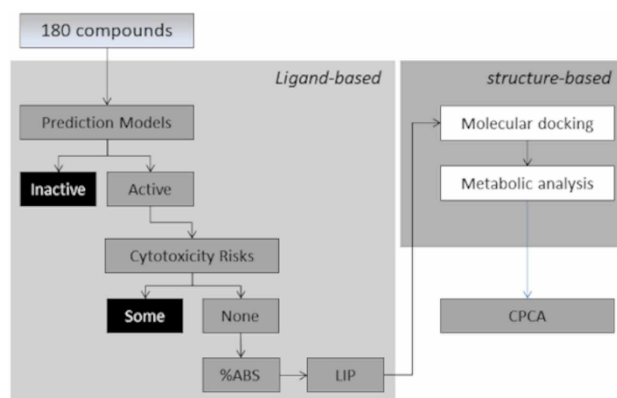 180 compounds
Ligand-based
structure-based
Prediction Models
Molecular docking
Inactive
Active
Metabolic analysis
Cytotoxicity Risks
Some
None
CPCA
%ABS
LIP